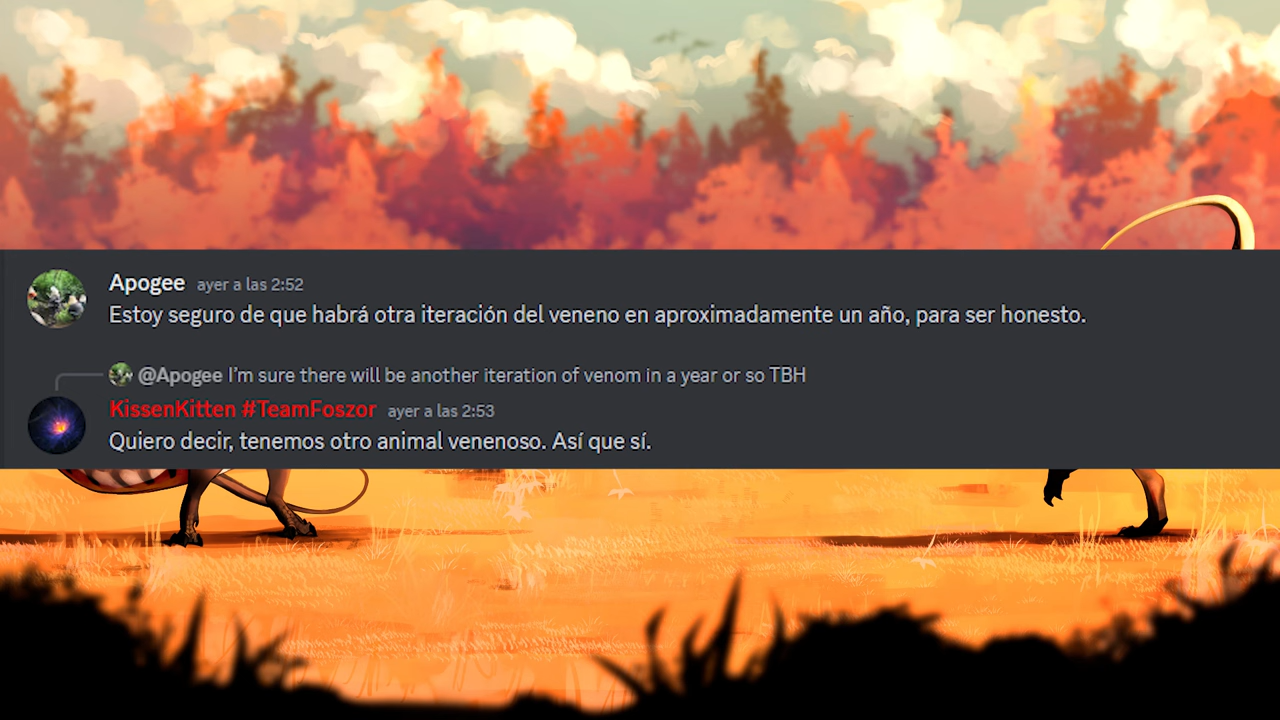 Apogee ayer a las 2:52
Estoy seguro de que habrá otra iteración del veneno en aproximadamente un año, para ser honesto.
@Apogee I'm sure there will be another iteration of venom in a year or so TBH
KissenKitten #TeamFoszor ayer a las 2:53
Quiero decir, tenemos otro animal venenoso. Así que sí.